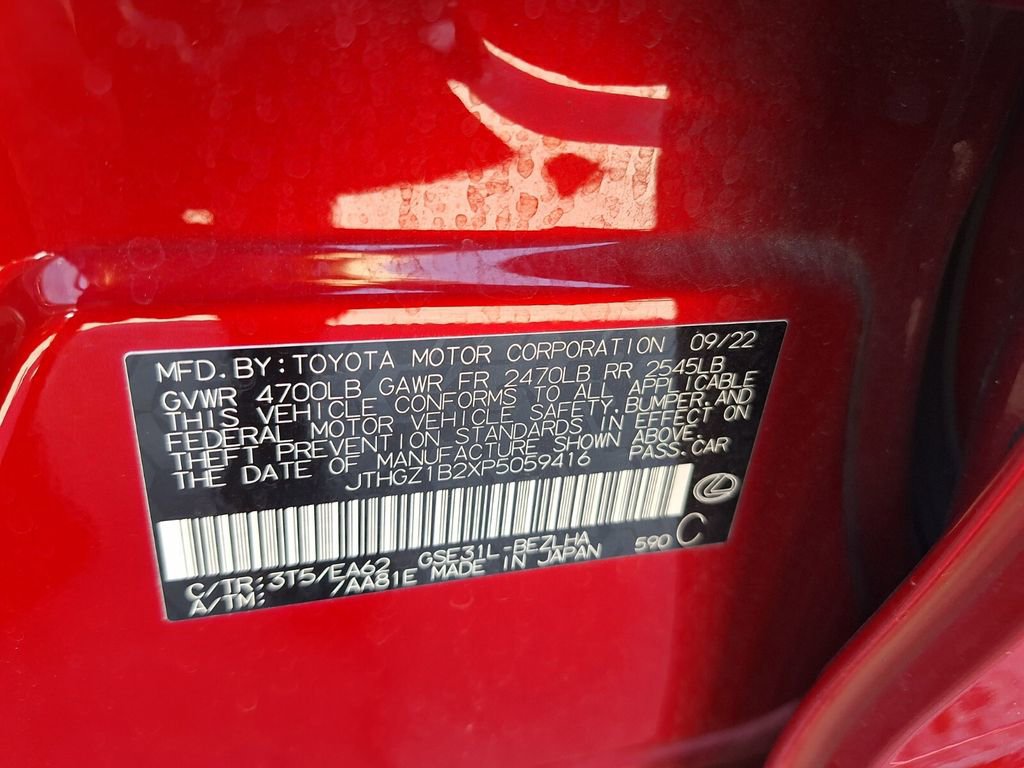 MFD. BY: TOYOTA MOTOR CORPORATION 09/22
GVWR 4700LB GAWR FR 2470LB RR 2545LB
THIS VEHICLE CONFORMS TO ALL APPLICABLE
FEDERAL MOTOR VEHICLE SAFETY, BUMPER, AND
THEFT PREVENTION STANDARDS IN EFFECT ON
THE DATE OF MANUFACTURE SHOWN ABOVE.
JTHGZ1B2XP5059416 PASS. CAR
C/TR: 3T5/EA62 GSE31L-BEZLHA 590 C
A/TM: /AA81E MADE IN JAPAN